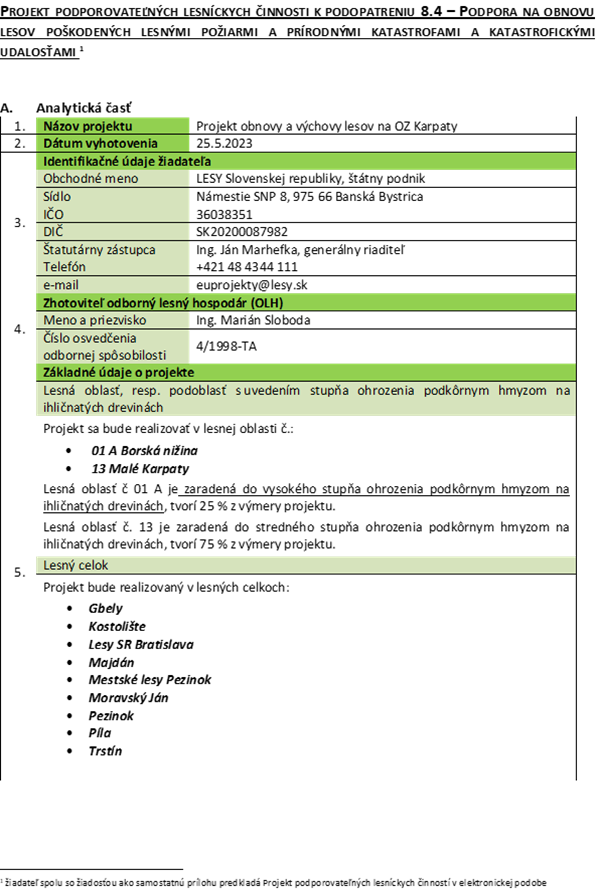 PROJEKT PODPOROVATEĽNÝCH LESNÍCKYCH ČINNOSTI K PODOPATRENIU 8.4 – PODPORA NA OBNOVU
LESOV POŠKODENÝCH LESNÝMI POŽIARMI A PRÍRODNÝMI KATASTROFAMI A KATASTROFICKÝMI
UDALOSŤAMI 1
A. Analytická časť
1. Názov projektu Projekt obnovy a výchovy lesov na OZ Karpaty
2. Dátum vyhotovenia 25.5.2023
Identifikačné údaje žiadateľa
Obchodné meno LESY Slovenskej republiky, štátny podnik
Sídlo Námestie SNP 8, 975 66 Banská Bystrica
3. IČO 36038351
DIČ SK20200087982
Štatutárny zástupca Ing. Ján Marhefka, generálny riaditeľ
Telefón +421 48 4344 111
e-mail euprojekty@lesy.sk
Zhotoviteľ odborný lesný hospodár (OLH)
4. Meno a priezvisko Ing. Marián Sloboda
Číslo osvedčenia
odbornej spôsobilosti 4/1998-TA
Základné údaje o projekte
Lesná oblasť, resp. podoblasť s uvedením stupňa ohrozenia podkôrnym hmyzom na
ihličnatých drevinách
Projekt sa bude realizovať v lesnej oblasti č.:
• 01 A Borská nižina
• 13 Malé Karpaty
Lesná oblasť č 01 A je zaradená do vysokého stupňa ohrozenia podkôrnym hmyzom na
ihličnatých drevinách, tvorí 25 % z výmery projektu.
Lesná oblasť č. 13 je zaradená do stredného stupňa ohrozenia podkôrnym hmyzom na
ihličnatých drevinách, tvorí 75 % z výmery projektu.
5. Lesný celok
Projekt bude realizovaný v lesných celkoch:
• Gbely
• Kostolište
• Lesy SR Bratislava
• Majdán
• Mestské lesy Pezinok
• Moravský Ján
• Pezinok
• Píla
• Trstín
1 žiadateľ spolu so žiadosťou ako samostatnú prílohu predkladá Projekt podporovateľných lesníckych činností v elektronickej podobe